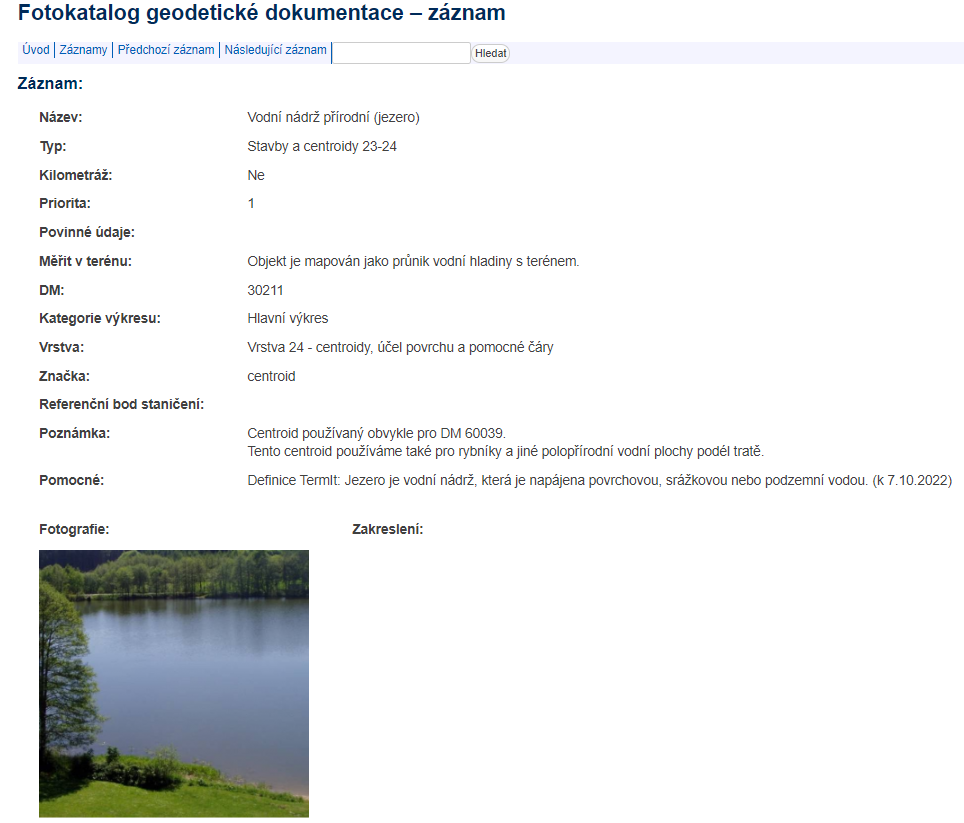 Fotokatalog geodetické dokumentace – záznam
Úvod Záznamy Předchozí záznam Následující záznam Hledat
Záznam:
Název: Vodní nádrž přírodní (jezero)
Typ: Stavby a centroidy 23-24
Kilometráž: Ne
Priorita: 1
Povinné údaje:
Měřit v terénu: Objekt je mapován jako průnik vodní hladiny s terénem.
DM: 30211
Kategorie výkresu: Hlavní výkres
Vrstva: Vrstva 24 - centroidy, účel povrchu a pomocné čáry
Značka: centroid
Referenční bod staničení:
Poznámka: Centroid používaný obvykle pro DM 60039.
Tento centroid používáme také pro rybníky a jiné polopřírodní vodní plochy podél tratě.
Pomocné: Definice TermIt: Jezero je vodní nádrž, která je napájena povrchovou, srážkovou nebo podzemní vodou. (k 7.10.2022)
Fotografie: Zakreslení: